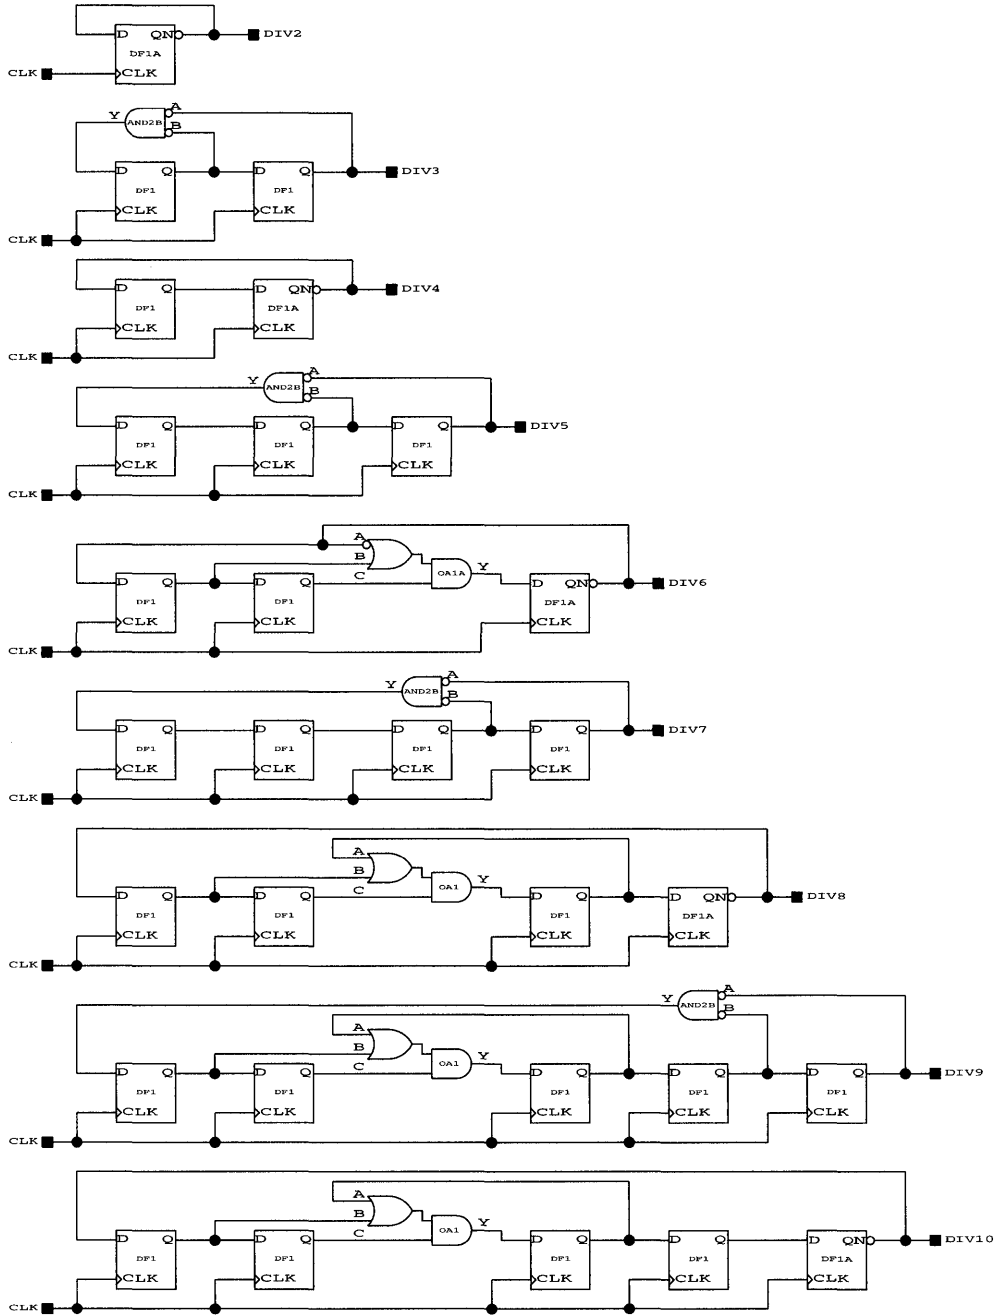 D QN DIV2
DF1A
CLK CLK
Y A
AND2B
B
D Q D Q DIV3
DF1 DF1
CLK CLK
CLK
D Q D QN DIV4
DF1 DF1A
CLK CLK
CLK
Y A
AND2B
B
D Q D Q D Q DIV5
DF1 DF1 DF1
CLK CLK CLK
CLK
A
B
C OA1A Y
D Q D Q D QN DIV6
DF1 DF1 DF1A
CLK CLK CLK
CLK
Y A
AND2B
B
D Q D Q D Q D Q DIV7
DF1 DF1 DF1 DF1
CLK CLK CLK CLK
CLK
A
B
C OA1 Y
D Q D Q D Q D QN DIV8
DF1 DF1 DF1 DF1A
CLK CLK CLK CLK
CLK
Y A
AND2B
B
A
B
C OA1 Y
D Q D Q D Q D Q D Q DIV9
DF1 DF1 DF1 DF1 DF1
CLK CLK CLK CLK CLK
CLK
A
B
C OA1 Y
D Q D Q D Q D Q D QN DIV10
DF1 DF1 DF1 DF1 DF1A
CLK CLK CLK CLK CLK
CLK